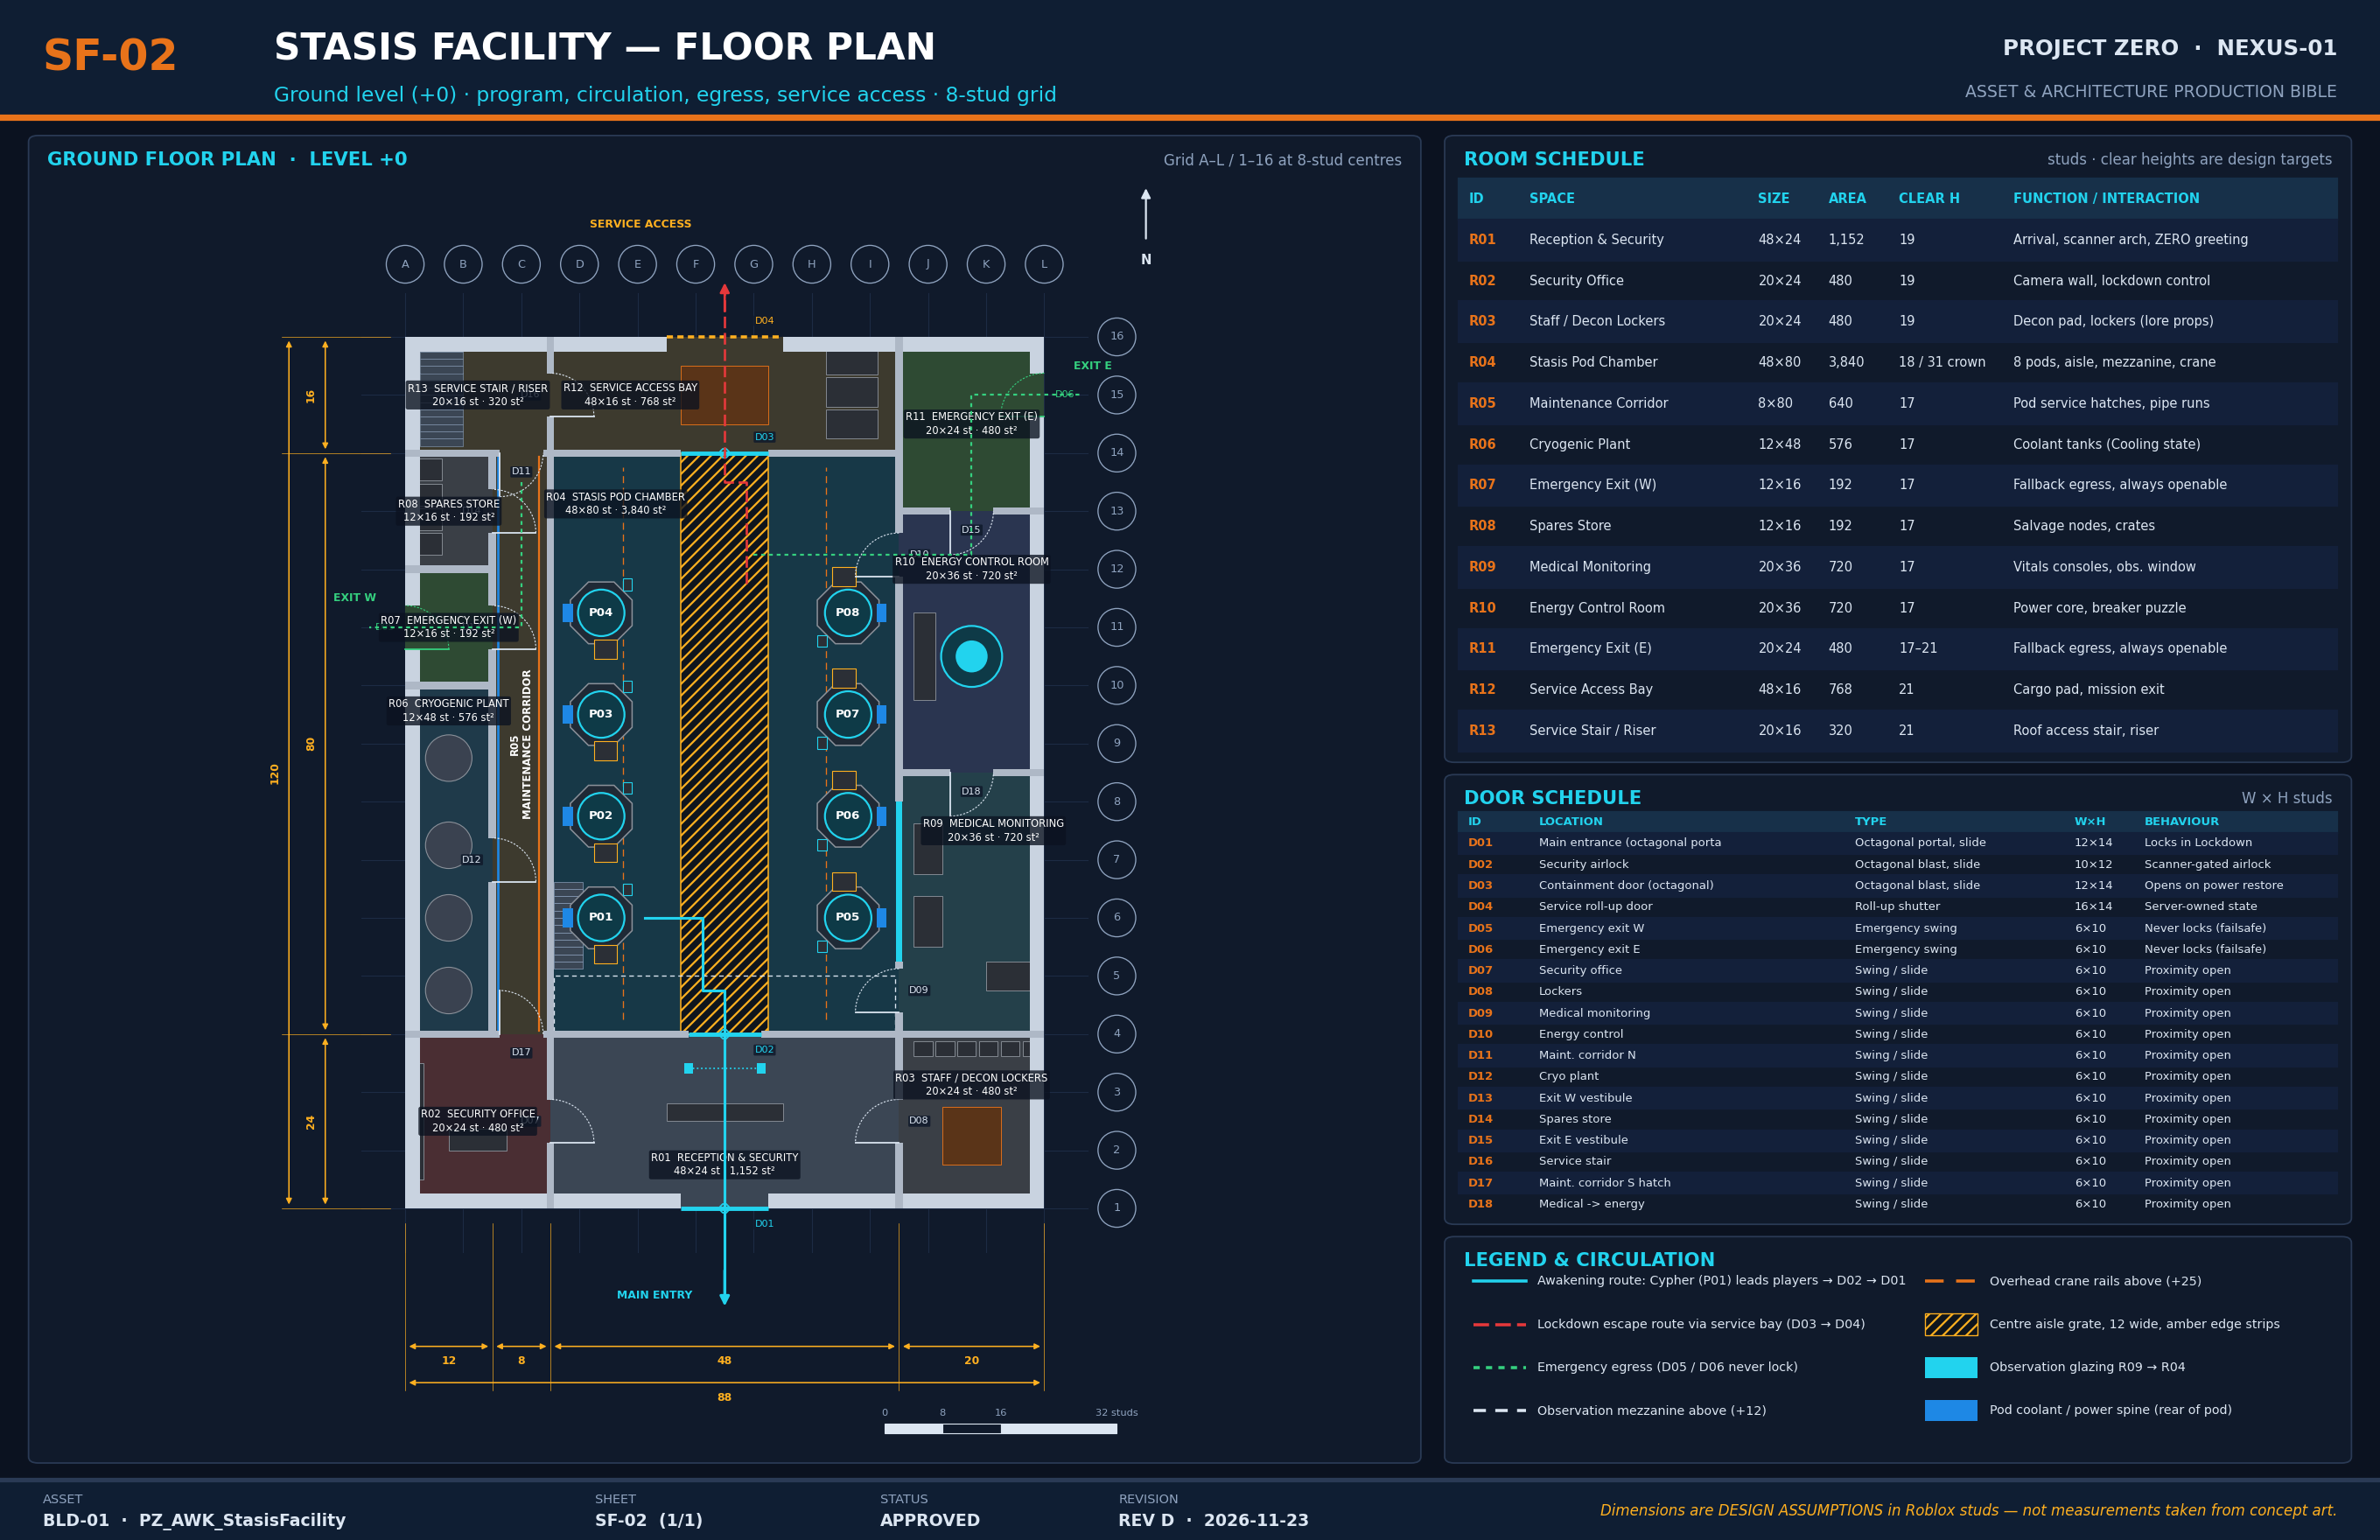 SF-02
STASIS FACILITY — FLOOR PLAN
Ground level (+0) · program, circulation, egress, service access · 8-stud grid
PROJECT ZERO · NEXUS-01
ASSET & ARCHITECTURE PRODUCTION BIBLE
GROUND FLOOR PLAN · LEVEL +0
Grid A–L / 1–16 at 8-stud centres
N
SERVICE ACCESS
A B C D E F G H I J K L
D04
16
EXIT E
D06
15
R13 SERVICE STAIR / RISER
20×16 st · 320 st²
R12 SERVICE ACCESS BAY
48×16 st · 768 st²
16
R11 EMERGENCY EXIT (E)
20×24 st · 480 st²
D03
14
D11
R08 SPARES STORE
12×16 st · 192 st²
R04 STASIS POD CHAMBER
48×80 st · 3,840 st²
13
D15
R10 ENERGY CONTROL ROOM
20×36 st · 720 st²
12
EXIT W
P04
P08
R07 EMERGENCY EXIT (W)
12×16 st · 192 st²
11
10
R06 CRYOGENIC PLANT
12×48 st · 576 st²
P03
P07
R05
MAINTENANCE CORRIDOR
80
120
9
D18
8
P02
P06
R09 MEDICAL MONITORING
20×36 st · 720 st²
D12
7
P01
P05
6
5
D09
4
D17
D02
R03 STAFF / DECON LOCKERS
20×24 st · 480 st²
3
24
R02 SECURITY OFFICE
20×24 st · 480 st²
D08
2
R01 RECEPTION & SECURITY
48×24 st · 1,152 st²
1
D01
MAIN ENTRY
12 8 48 20
88
0 8 16 32 studs
ROOM SCHEDULE
studs · clear heights are design targets
ID SPACE SIZE AREA CLEAR H FUNCTION / INTERACTION
R01 Reception & Security 48×24 1,152 19 Arrival, scanner arch, ZERO greeting
R02 Security Office 20×24 480 19 Camera wall, lockdown control
R03 Staff / Decon Lockers 20×24 480 19 Decon pad, lockers (lore props)
R04 Stasis Pod Chamber 48×80 3,840 18 / 31 crown 8 pods, aisle, mezzanine, crane
R05 Maintenance Corridor 8×80 640 17 Pod service hatches, pipe runs
R06 Cryogenic Plant 12×48 576 17 Coolant tanks (Cooling state)
R07 Emergency Exit (W) 12×16 192 17 Fallback egress, always openable
R08 Spares Store 12×16 192 17 Salvage nodes, crates
R09 Medical Monitoring 20×36 720 17 Vitals consoles, obs. window
R10 Energy Control Room 20×36 720 17 Power core, breaker puzzle
R11 Emergency Exit (E) 20×24 480 17–21 Fallback egress, always openable
R12 Service Access Bay 48×16 768 21 Cargo pad, mission exit
R13 Service Stair / Riser 20×16 320 21 Roof access stair, riser
DOOR SCHEDULE
W × H studs
ID LOCATION TYPE W×H BEHAVIOUR
D01 Main entrance (octagonal porta Octagonal portal, slide 12×14 Locks in Lockdown
D02 Security airlock Octagonal blast, slide 10×12 Scanner-gated airlock
D03 Containment door (octagonal) Octagonal blast, slide 12×14 Opens on power restore
D04 Service roll-up door Roll-up shutter 16×14 Server-owned state
D05 Emergency exit W Emergency swing 6×10 Never locks (failsafe)
D06 Emergency exit E Emergency swing 6×10 Never locks (failsafe)
D07 Security office Swing / slide 6×10 Proximity open
D08 Lockers Swing / slide 6×10 Proximity open
D09 Medical monitoring Swing / slide 6×10 Proximity open
D10 Energy control Swing / slide 6×10 Proximity open
D11 Maint. corridor N Swing / slide 6×10 Proximity open
D12 Cryo plant Swing / slide 6×10 Proximity open
D13 Exit W vestibule Swing / slide 6×10 Proximity open
D14 Spares store Swing / slide 6×10 Proximity open
D15 Exit E vestibule Swing / slide 6×10 Proximity open
D16 Service stair Swing / slide 6×10 Proximity open
D17 Maint. corridor S hatch Swing / slide 6×10 Proximity open
D18 Medical -> energy Swing / slide 6×10 Proximity open
LEGEND & CIRCULATION
Awakening route: Cypher (P01) leads players → D02 → D01
Overhead crane rails above (+25)
Lockdown escape route via service bay (D03 → D04)
Centre aisle grate, 12 wide, amber edge strips
Emergency egress (D05 / D06 never lock)
Observation glazing R09 → R04
Observation mezzanine above (+12)
Pod coolant / power spine (rear of pod)
ASSET
BLD-01 · PZ_AWK_StasisFacility
SHEET
SF-02 (1/1)
STATUS
APPROVED
REVISION
REV D · 2026-11-23
Dimensions are DESIGN ASSUMPTIONS in Roblox studs — not measurements taken from concept art.